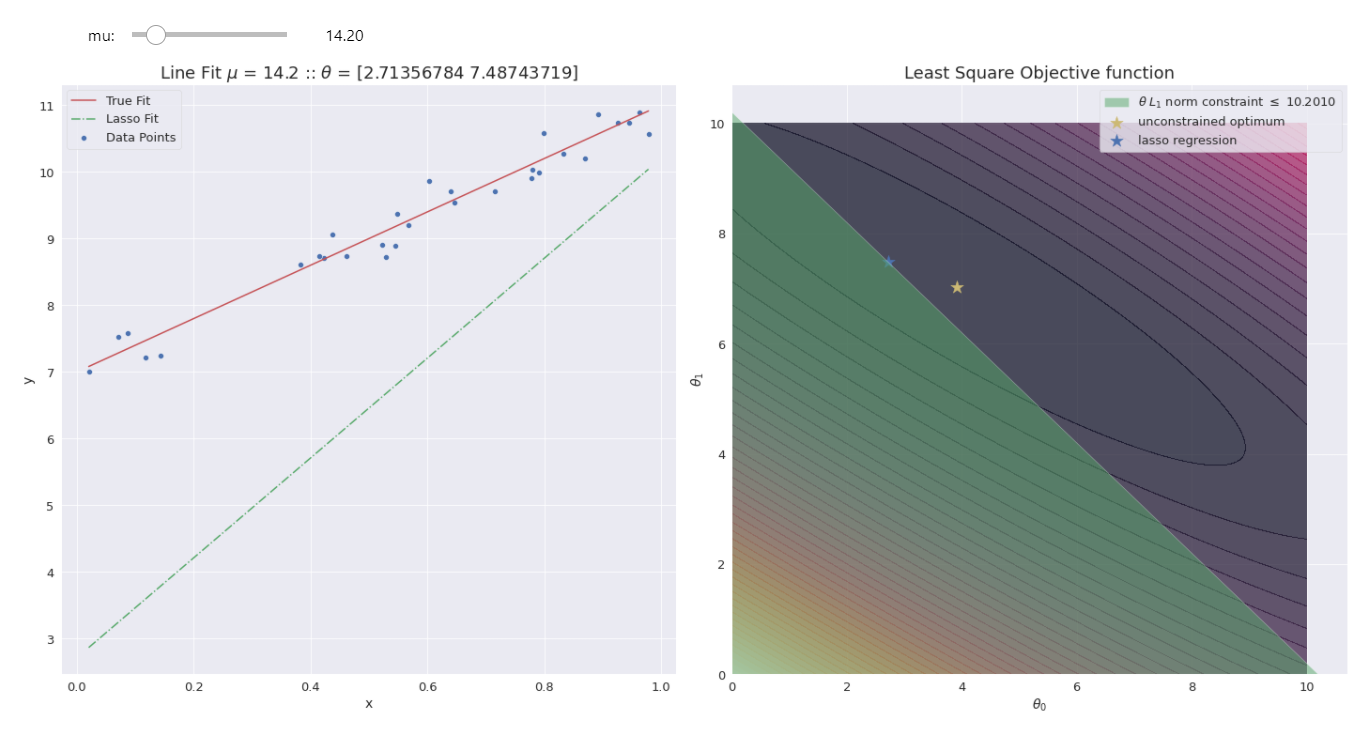 mu: 14.20
Line Fit μ = 14.2 :: θ = [2.71356784 7.48743719]
True Fit
Lasso Fit
Data Points
11
10
9
8
7
6
5
4
3
y
0.0 0.2 0.4 0.6 0.8 1.0
x
Least Square Objective function
θ L₁ norm constraint ≤ 10.2010
unconstrained optimum
lasso regression
10
8
6
4
2
0
θ₁
0 2 4 6 8 10
θ₀